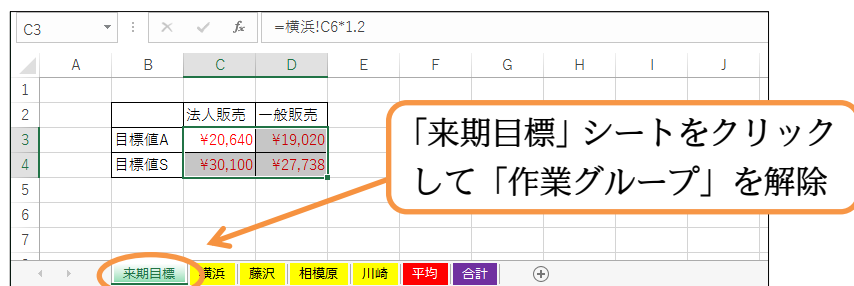 C3 fx =横浜!C6*1.2
A B C D E F G H I J
1
2 法人販売 一般販売
3 目標値A ¥20,640 ¥19,020
4 目標値S ¥30,100 ¥27,738
5
6
7
「来期目標」シートをクリック
して「作業グループ」を解除
来期目標 横浜 藤沢 相模原 川崎 平均 合計